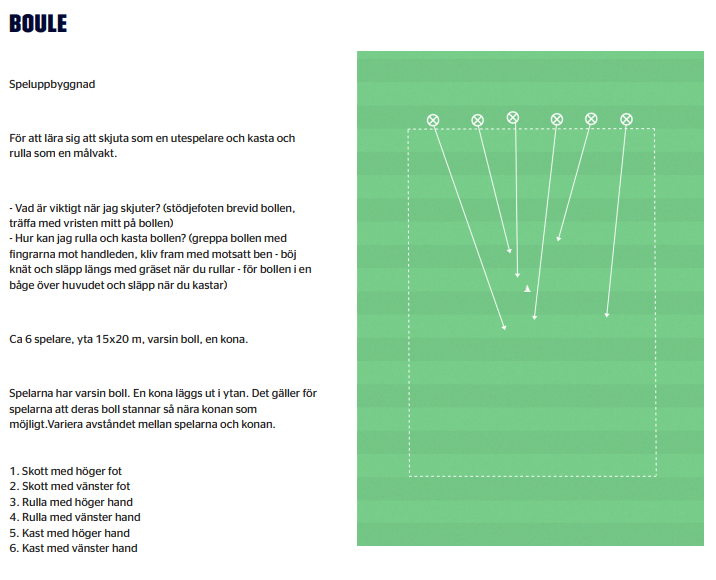 BOULE
Speluppbyggnad
För att lära sig att skjuta som en utespelare och kasta och
rulla som en målvakt.
- Vad är viktigt när jag skjuter? (stödjefoten brevid bollen,
träffa med vristen mitt på bollen)
- Hur kan jag rulla och kasta bollen? (greppa bollen med
fingrarna mot handleden, kliv fram med motsatt ben - böj
knät och släpp längs med gräset när du rullar - för bollen i en
båge över huvudet och släpp när du kastar)
Ca 6 spelare, yta 15x20 m, varsin boll, en kona.
Spelarna har varsin boll. En kona läggs ut i ytan. Det gäller för
spelarna att deras boll stannar så nära konan som
möjligt.Variera avståndet mellan spelarna och konan.
1. Skott med höger fot
2. Skott med vänster fot
3. Rulla med höger hand
4. Rulla med vänster hand
5. Kast med höger hand
6. Kast med vänster hand